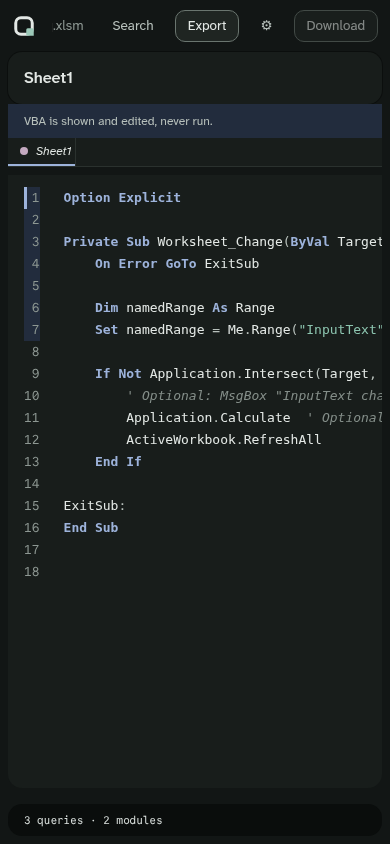 .xlsm Search Export Download
Sheet1
VBA is shown and edited, never run.
Sheet1
1 Option Explicit
2
3 Private Sub Worksheet_Change(ByVal Target
4 On Error GoTo ExitSub
5
6 Dim namedRange As Range
7 Set namedRange = Me.Range("InputText"
8
9 If Not Application.Intersect(Target,
10 ' Optional: MsgBox "InputText cha
11 Application.Calculate ' Optional
12 ActiveWorkbook.RefreshAll
13 End If
14
15 ExitSub:
16 End Sub
17
18
3 queries · 2 modules